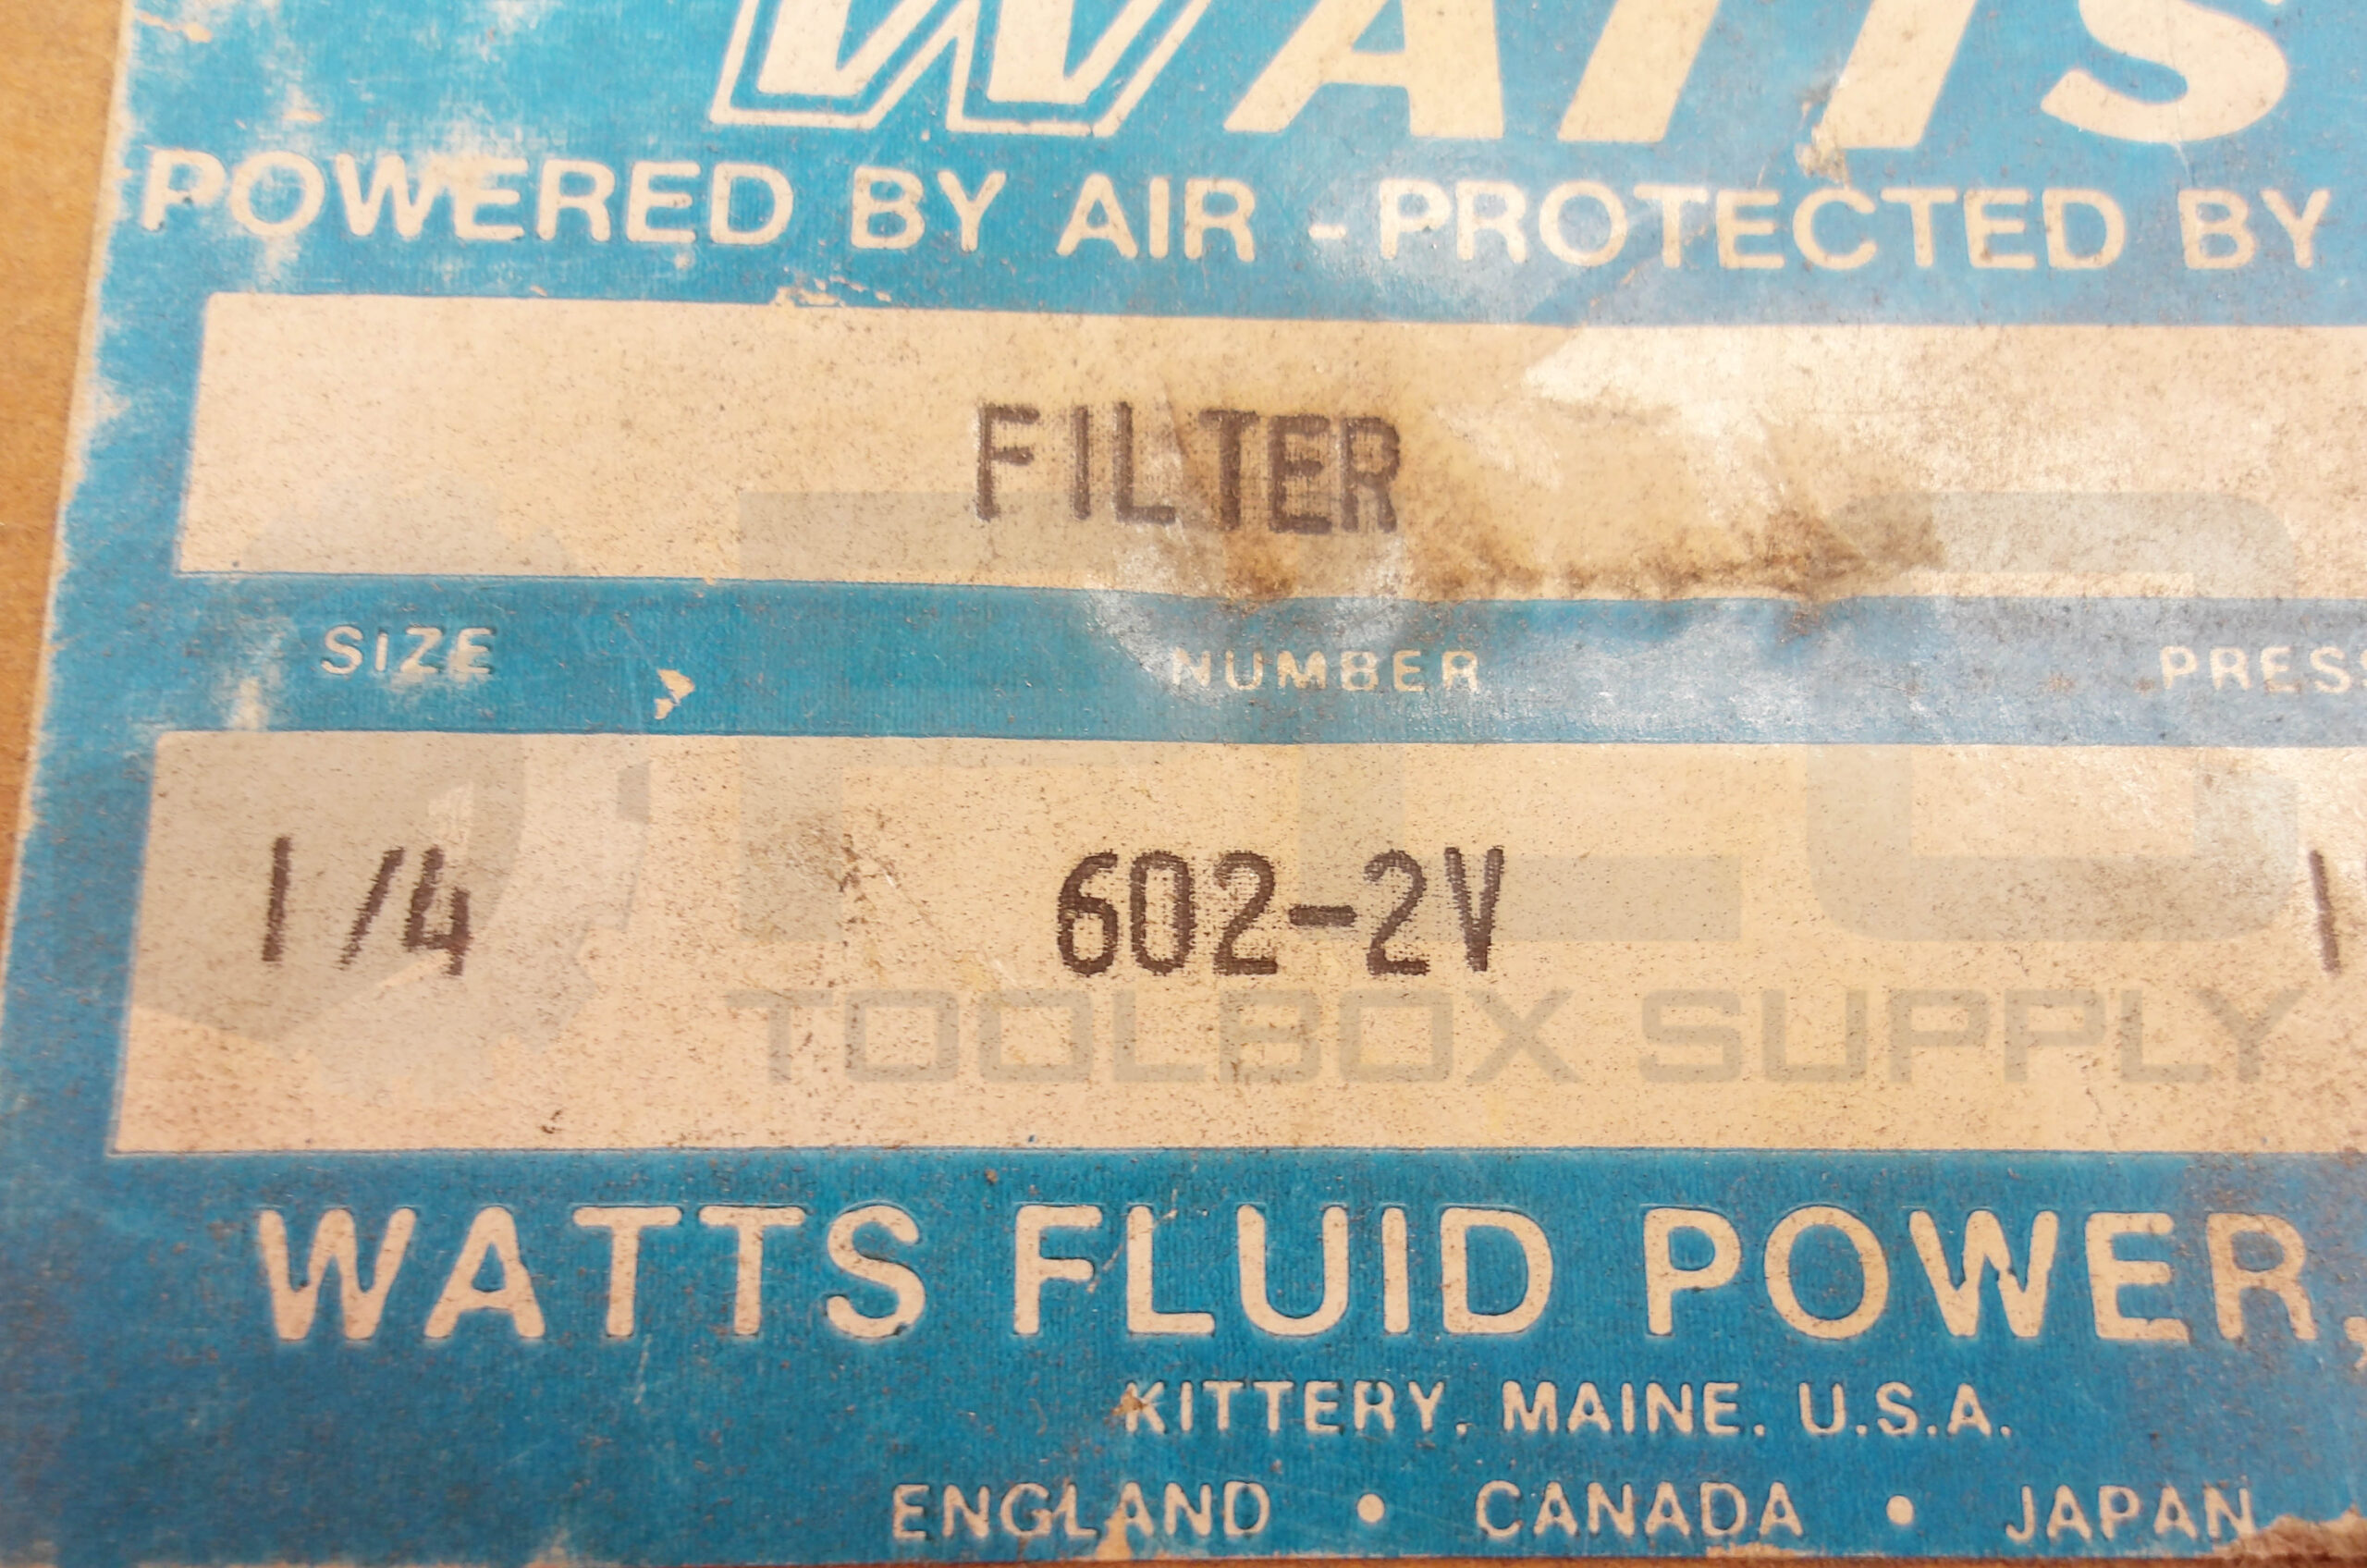 WATTS
POWERED BY AIR - PROTECTED BY
FILTER
SIZE NUMBER
1/4 602-2V
TOOLBOX SUPPLY
WATTS FLUID POWER,
KITTERY, MAINE, U.S.A.
ENGLAND • CANADA • JAPAN